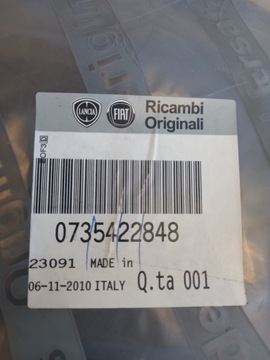 LANCIA
FIAT
Ricambi
Originali
0735422848
23091 MADE in
06-11-2010 ITALY Q.ta 001